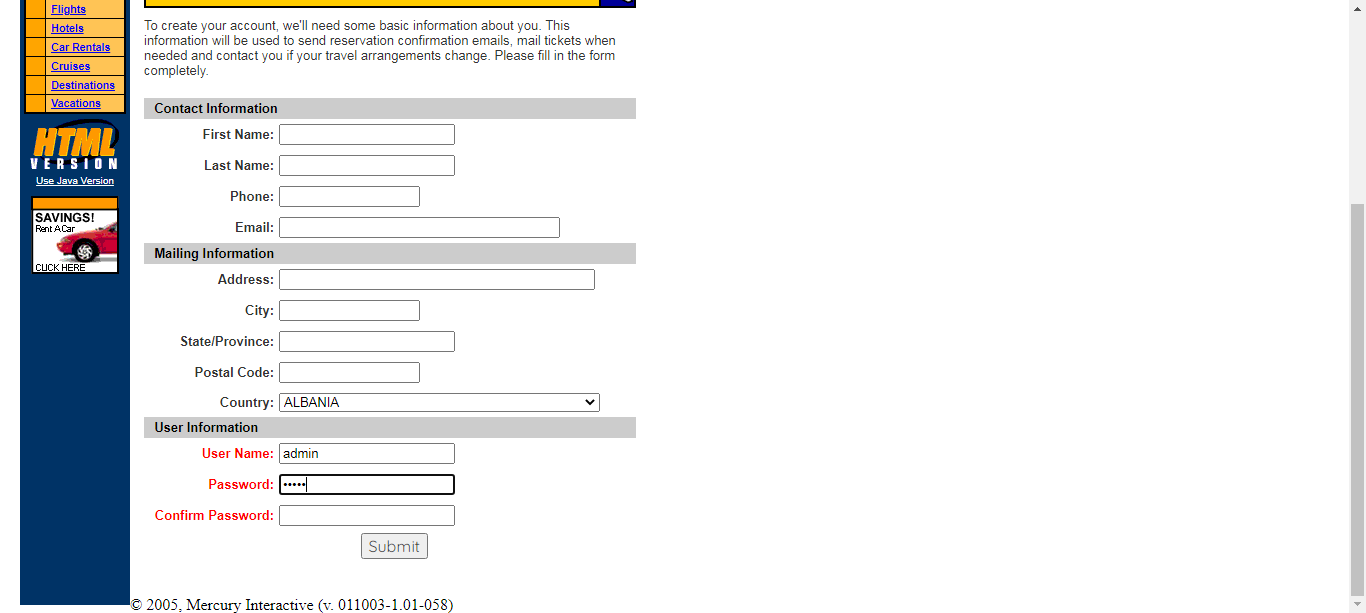 Flights
Hotels
Car Rentals
Cruises
Destinations
Vacations
HTML
VERSION
Use Java Version
SAVINGS!
Rent A Car
CLICK HERE
To create your account, we'll need some basic information about you. This
information will be used to send reservation confirmation emails, mail tickets when
needed and contact you if your travel arrangements change. Please fill in the form
completely.
Contact Information
First Name:
Last Name:
Phone:
Email:
Mailing Information
Address:
City:
State/Province:
Postal Code:
Country: ALBANIA
User Information
User Name: admin
Password: •••••
Confirm Password:
Submit
© 2005, Mercury Interactive (v. 011003-1.01-058)